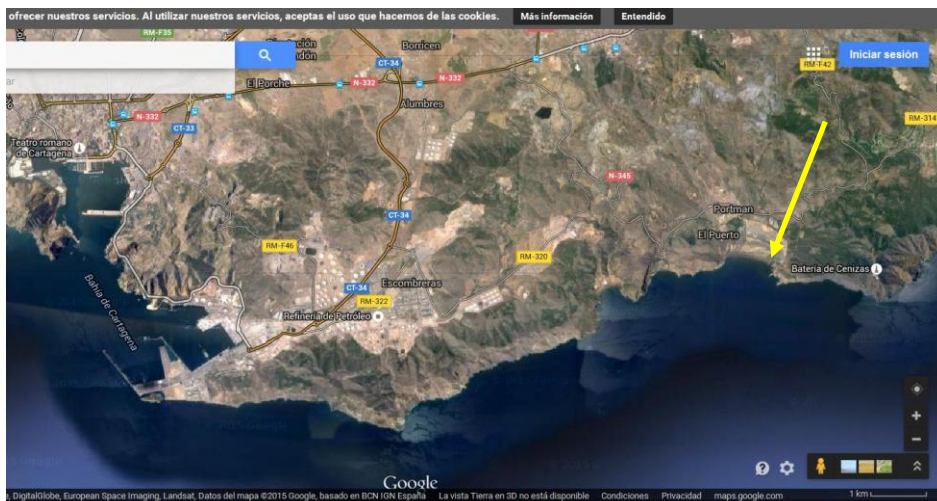 ofrecer nuestros servicios. Al utilizar nuestros servicios, aceptas el uso que hacemos de las cookies. Más información Entendido
RM-F35
Borricen
Iniciar sesión
CT-34
RM-F42
El Porche
N-332
N-332
Alumbres
N-332
CT-33
RM-314
Teatro romano
de Cartagena
N-345
Portman
CT-34
El Puerto
RM-F46
RM-320
Batería de Cenizas
Bahía de Cartagena
CT-34
Escombreras
RM-322
Refinería de Petróleo
Google
DigitalGlobe, European Space Imaging, Landsat, Datos del mapa ©2015 Google, basado en BCN IGN España La vista Tierra en 3D no está disponible Condiciones Privacidad maps.google.com 1 km